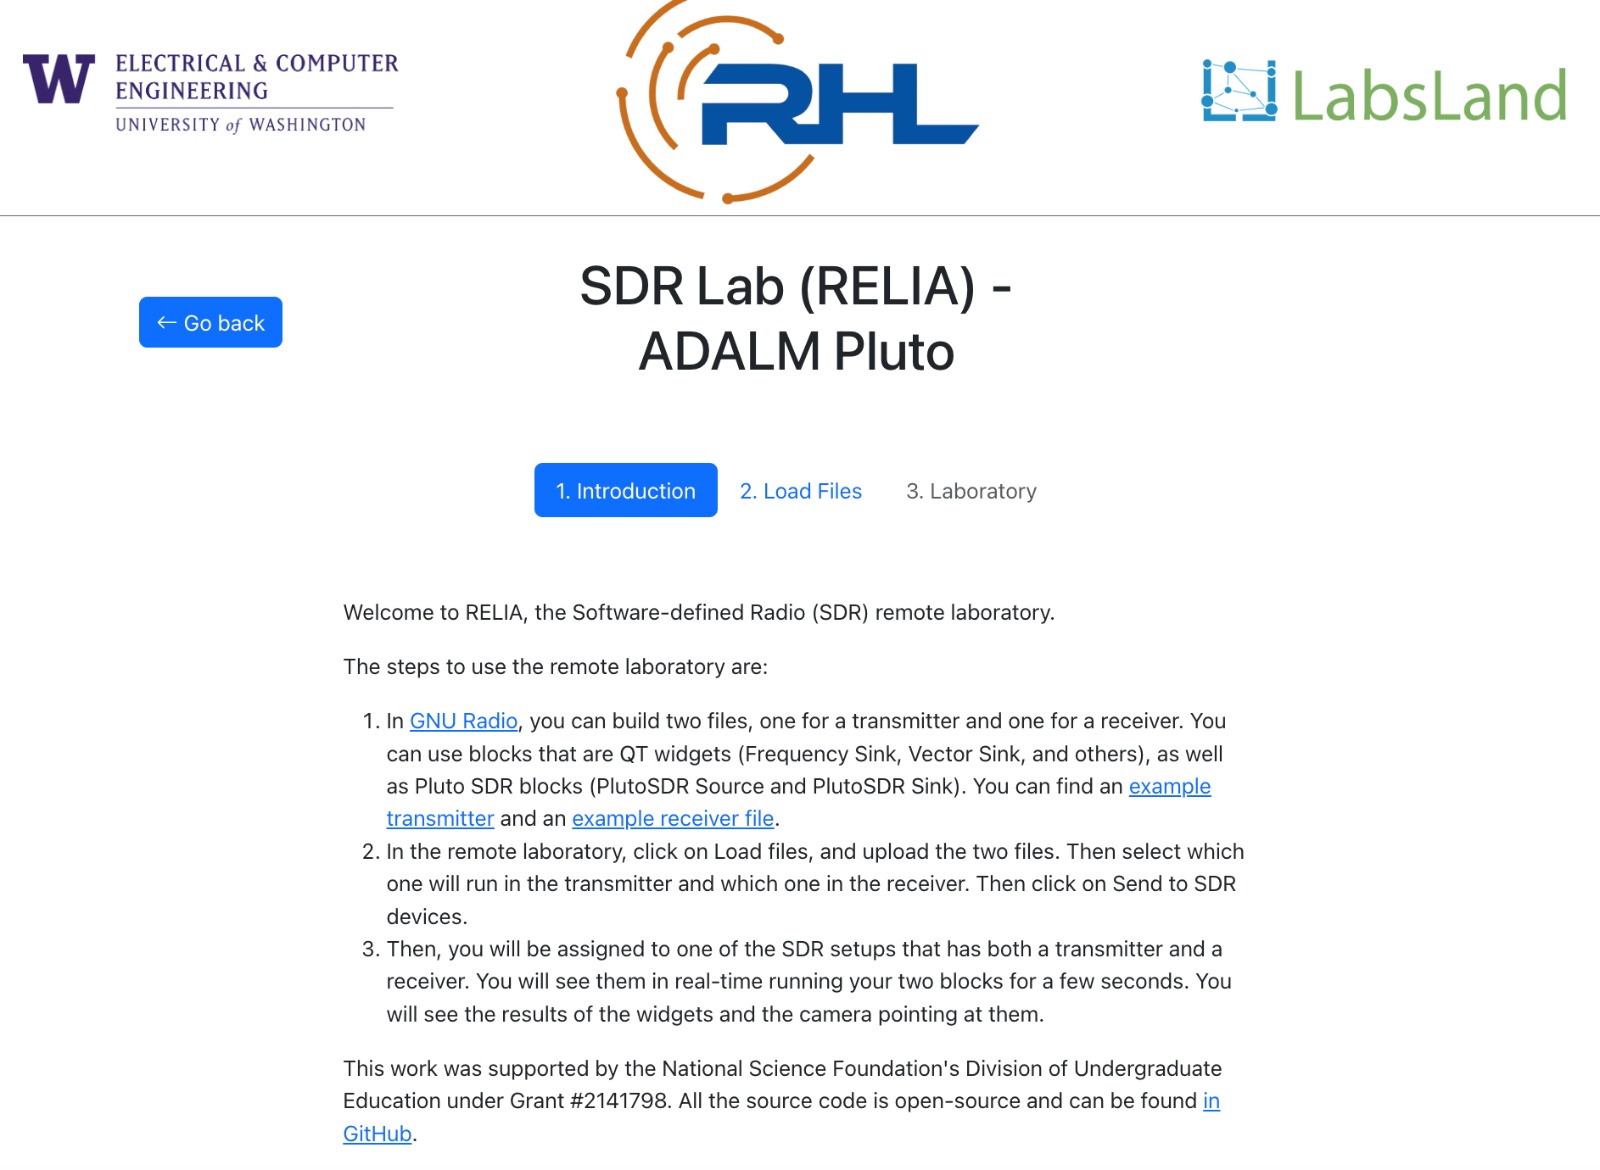 W ELECTRICAL & COMPUTER
ENGINEERING
UNIVERSITY of WASHINGTON
RHL
LabsLand
← Go back
SDR Lab (RELIA) -
ADALM Pluto
1. Introduction 2. Load Files 3. Laboratory
Welcome to RELIA, the Software-defined Radio (SDR) remote laboratory.
The steps to use the remote laboratory are:
1. In GNU Radio, you can build two files, one for a transmitter and one for a receiver. You
can use blocks that are QT widgets (Frequency Sink, Vector Sink, and others), as well
as Pluto SDR blocks (PlutoSDR Source and PlutoSDR Sink). You can find an example
transmitter and an example receiver file.
2. In the remote laboratory, click on Load files, and upload the two files. Then select which
one will run in the transmitter and which one in the receiver. Then click on Send to SDR
devices.
3. Then, you will be assigned to one of the SDR setups that has both a transmitter and a
receiver. You will see them in real-time running your two blocks for a few seconds. You
will see the results of the widgets and the camera pointing at them.
This work was supported by the National Science Foundation's Division of Undergraduate
Education under Grant #2141798. All the source code is open-source and can be found in
GitHub.